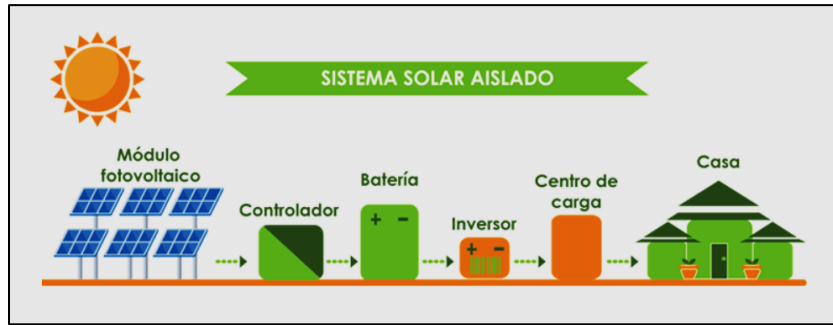 SISTEMA SOLAR AISLADO
Módulo
fotovoltaico
Controlador
Batería
+ -
Inversor
+ -
Centro de
carga
Casa